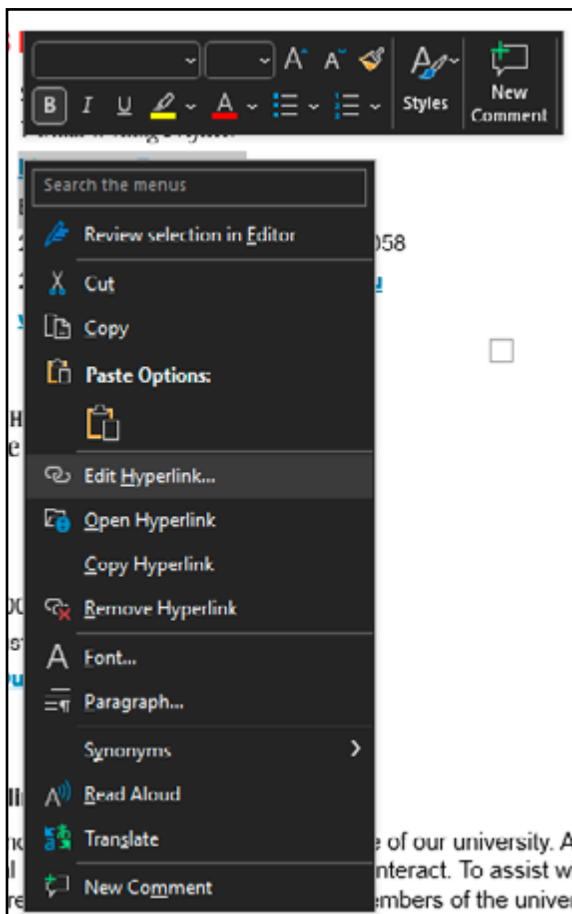 A A Styles New
B I U A Comment
Search the menus
Review selection in Editor
058
Cut
Copy
Paste Options:
Edit Hyperlink...
Open Hyperlink
Copy Hyperlink
Remove Hyperlink
A Font...
Paragraph...
Synonyms
Read Aloud
Translate
e of our university. A
New Comment
nteract. To assist w
mbers of the univer